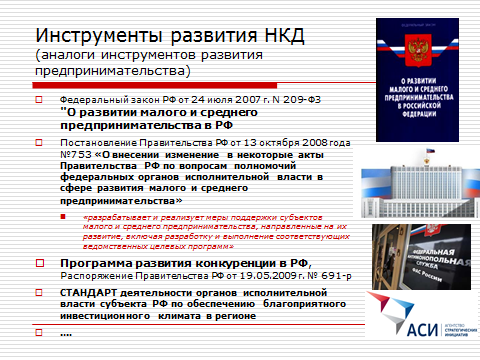 Инструменты развития НКД
(аналоги инструментов развития
предпринимательства)
Федеральный закон РФ от 24 июля 2007 г. N 209-ФЗ
"О развитии малого и среднего
предпринимательства в РФ
Постановление Правительства РФ от 13 октября 2008 года
№753 «О внесении изменение в некоторые акты
Правительства РФ по вопросам полномочий
федеральных органов исполнительной власти в
сфере развития малого и среднего
предпринимательства»
«разрабатывает и реализует меры поддержки субъектов
малого и среднего предпринимательства, направленные на их
развитие, включая разработку и выполнение соответствующих
ведомственных целевых программ»
Программа развития конкуренции в РФ,
Распоряжение Правительства РФ от 19.05.2009 г. № 691-р
СТАНДАРТ деятельности органов исполнительной
власти субъекта РФ по обеспечению благоприятного
инвестиционного климата в регионе
....
ФЕДЕРАЛЬНЫЙ ЗАКОН
О РАЗВИТИИ
МАЛОГО И СРЕДНЕГО
ПРЕДПРИНИМАТЕЛЬСТВА
В РОССИЙСКОЙ
ФЕДЕРАЦИИ
ФЕДЕРАЛЬНАЯ
АНТИМОНОПОЛЬНАЯ
СЛУЖБА
ФАС России
АСИ
АГЕНТСТВО
СТРАТЕГИЧЕСКИХ
ИНИЦИАТИВ